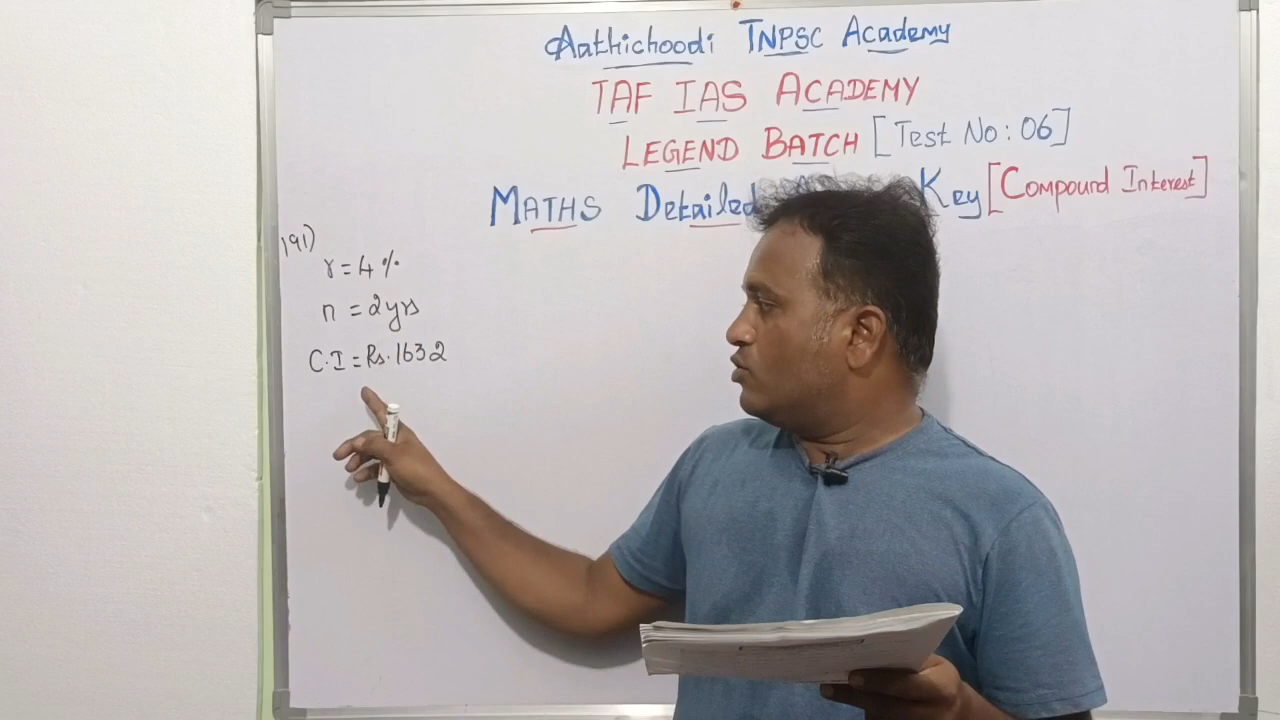 Aathichoodi TNPSC Academy
TAF IAS ACADEMY
LEGEND BATCH [Test No: 06]
MATHS Detailed Key [Compound Interest]
191)
r = 4%
n = 2yrs
C.I = Rs. 1632